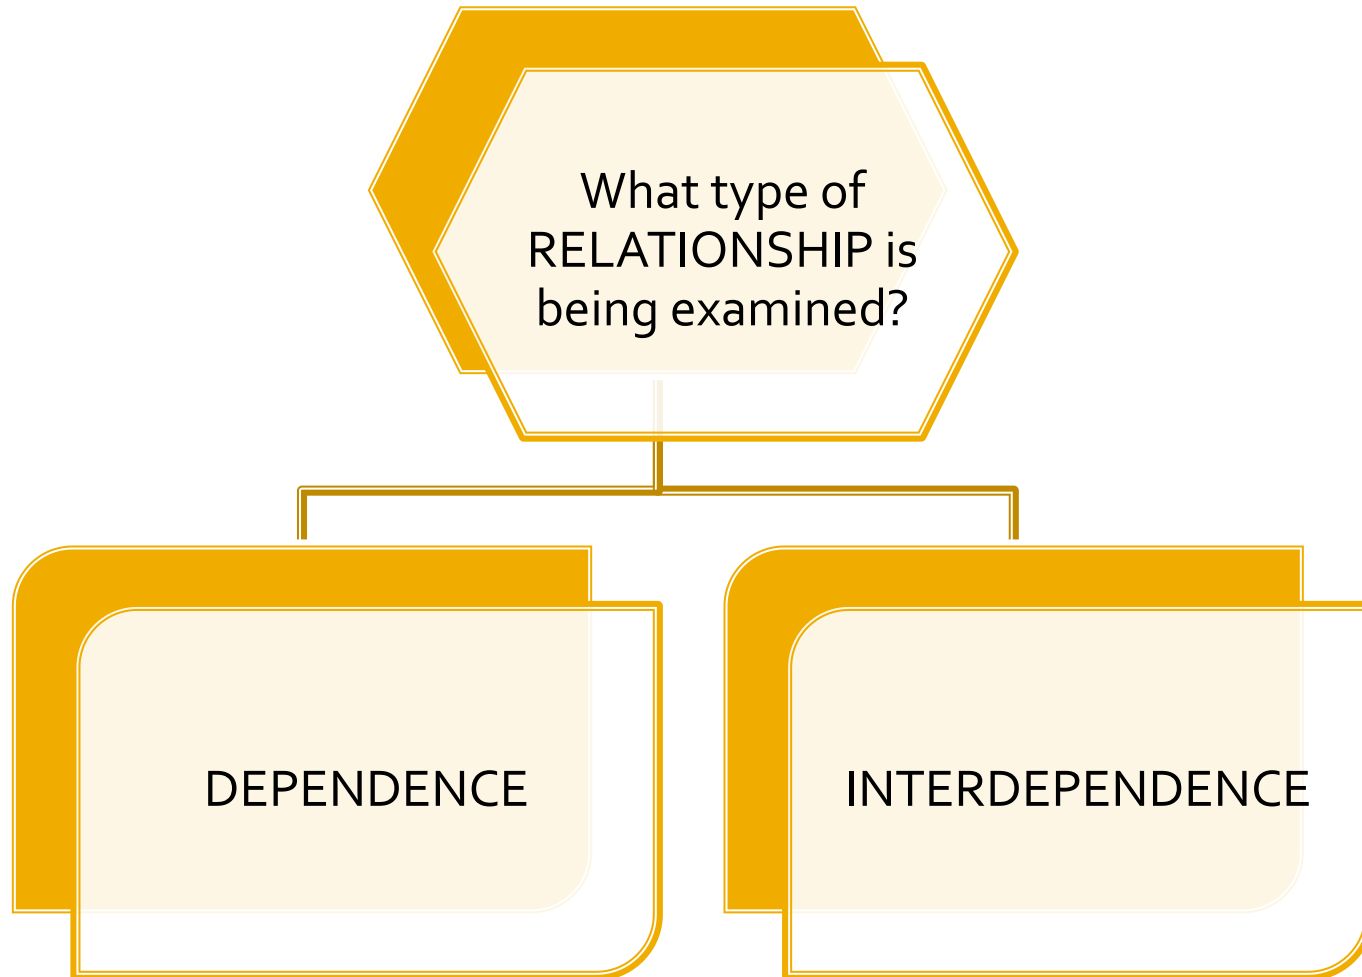 What type of
RELATIONSHIP is
being examined?
DEPENDENCE
INTERDEPENDENCE